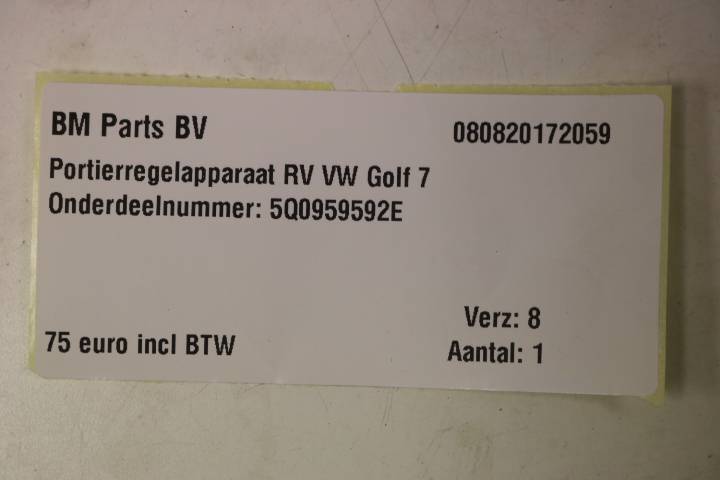 BM Parts BV 080820172059
Portierregelapparaat RV VW Golf 7
Onderdeelnummer: 5Q0959592E
Verz: 8
75 euro incl BTW
Aantal: 1